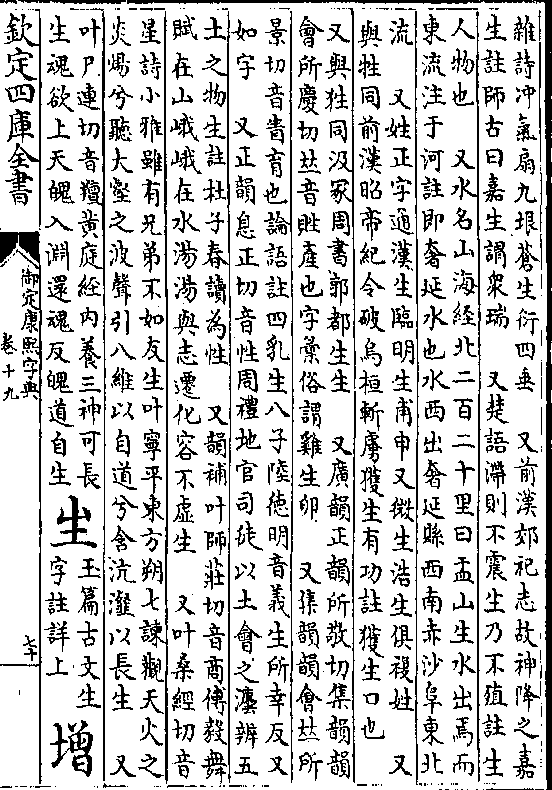 雜詩冲氣扇九垠蒼生衍四垂　又前漢郊祀志故神降之嘉
生註師古曰嘉生謂衆瑞　又楚語滯則不震生乃不殖註生
人物也　又水名山海經北二百二十里曰盂山生水出焉而
東流注于河註即奢延水也水西出奢延縣西南赤沙阜東北
流　又姓正字通漢生臨明生甫申又微生浩生俱複姓　又
與牲同前漢昭帝紀令破烏桓斬虜獲生有功註獲生口也
又與狌同汲冢周書郭都生生　又廣韻正韻所敬切集韻韻
會所慶切𠀤音貹產也字彙俗謂雞生卵　又集韻韻會𠀤所
景切音眚育也論語註四乳生八子陸德明音義生所幸反又
如字　又正韻息正切音性周禮地官司徒以土會之灋辨五
土之物生註杜子春讀為性　又韻補叶師莊切音商傅毅舞
賦在山峨峨在水湯湯與志遷化容不虛生　又叶桑經切音
星詩小雅雖有兄弟不如友生叶寧平東方朔七諫觀天火之
炎煬兮聽大壑之波聲引八維以自道兮含沆瀣以長生　又
叶尸連切音羶黄庭經内養三神可長
生魂欲上天魄入淵還魂反魄道自生
𤯓
玉篇古文生
字註詳上
增
欽定四庫全書
御定康熙字典
卷十九
七十